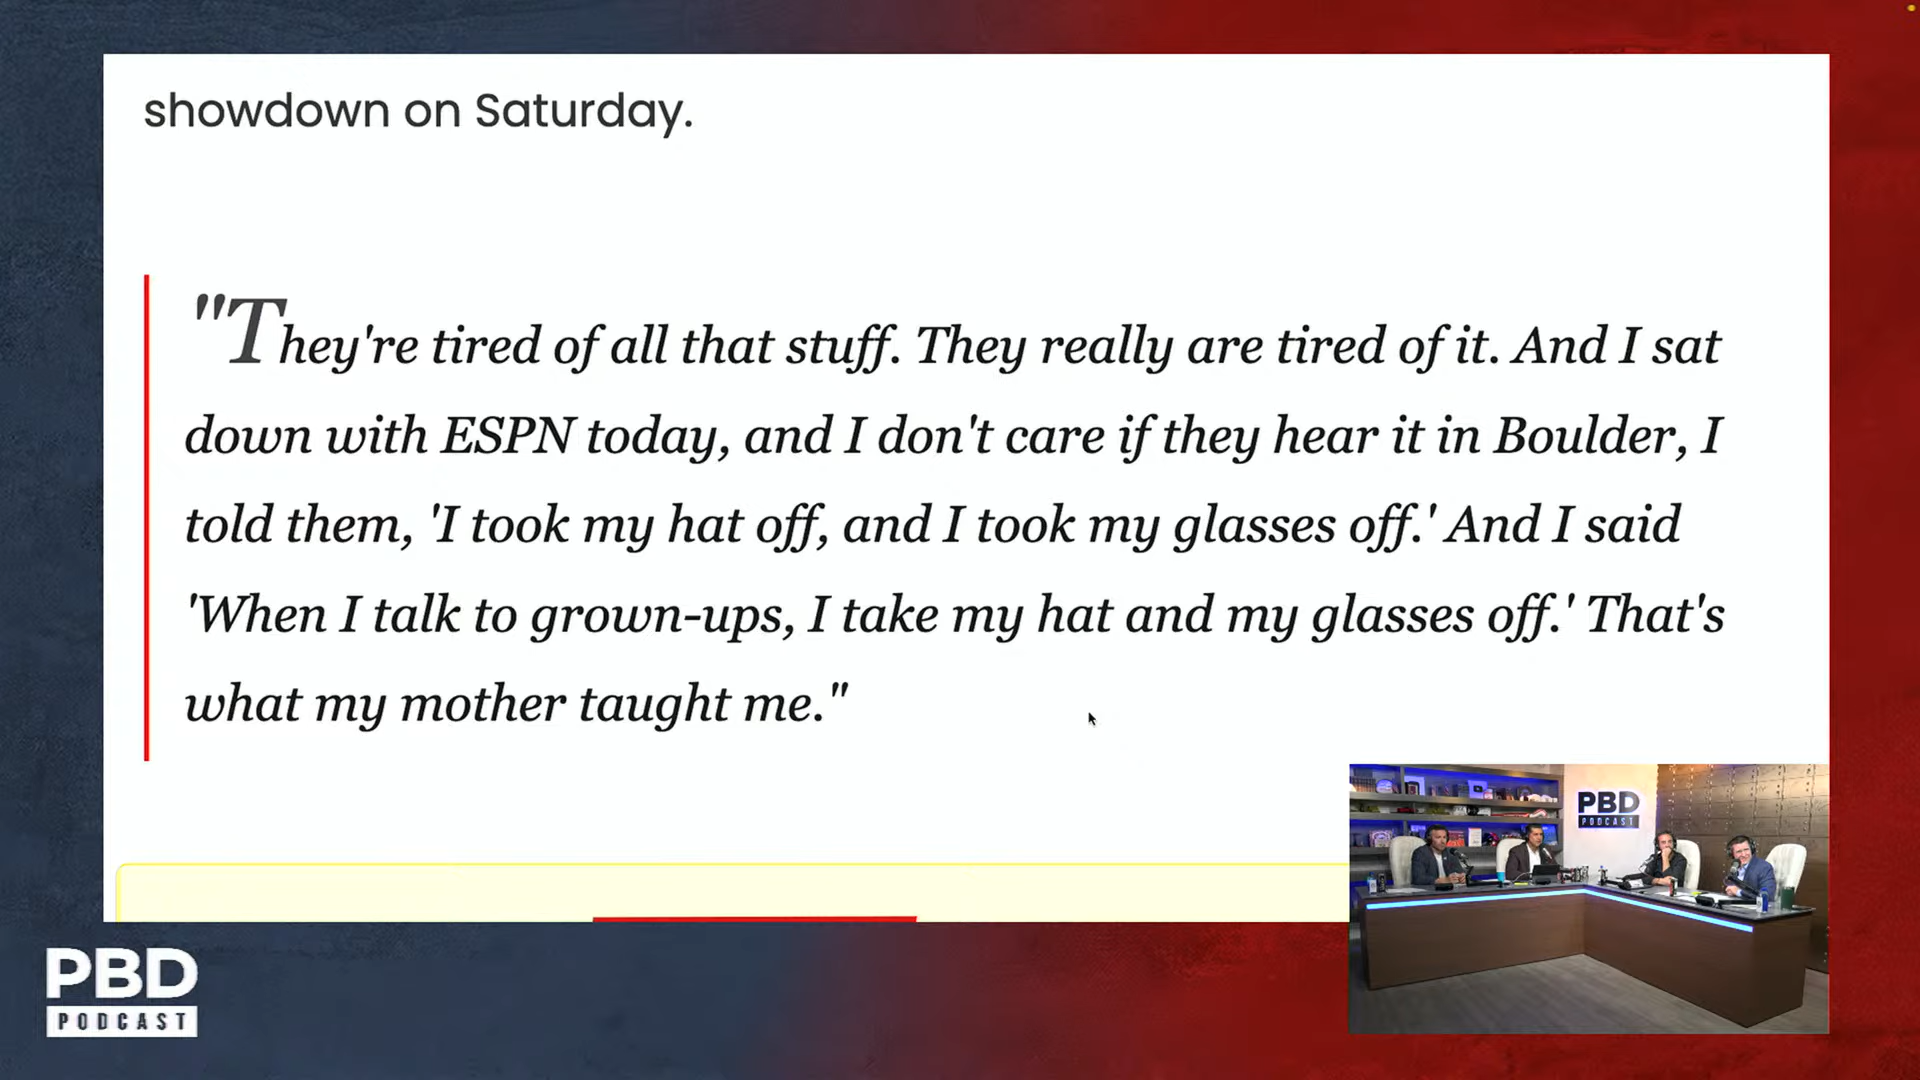 showdown on Saturday.
"They're tired of all that stuff. They really are tired of it. And I sat
down with ESPN today, and I don't care if they hear it in Boulder, I
told them, 'I took my hat off, and I took my glasses off.' And I said
'When I talk to grown-ups, I take my hat and my glasses off.' That's
what my mother taught me."
PBD
PODCAST
PBD
PODCAST